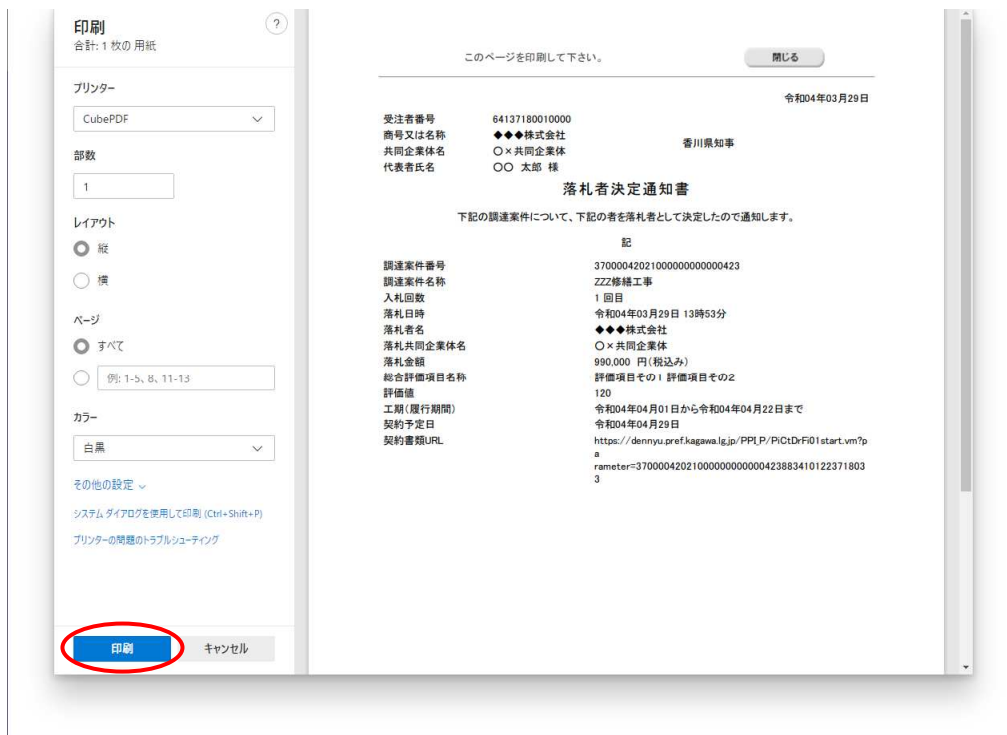 印刷
?
合計: 1 枚の 用紙
プリンター
CubePDF
部数
1
レイアウト
縦
横
ページ
すべて
例: 1-5、8、11-13
カラー
白黒
その他の設定
システム ダイアログを使用して印刷 (Ctrl+Shift+P)
プリンターの問題のトラブルシューティング
印刷 キャンセル
このページを印刷して下さい。 閉じる
令和04年03月29日
受注者番号 64137180010000
商号又は名称 ◆◆◆株式会社
共同企業体名 〇×共同企業体
代表者氏名 〇〇 太郎 様
香川県知事
落札者決定通知書
下記の調達案件について、下記の者を落札者として決定したので通知します。
記
調達案件番号 3700004202100000000000423
調達案件名称 ZZZ修繕工事
入札回数 1 回目
落札日時 令和04年03月29日 13時53分
落札者名 ◆◆◆株式会社
落札共同企業体名 〇×共同企業体
落札金額 990,000 円(税込み)
総合評価項目名称 評価項目その1 評価項目その2
評価値 120
工期(履行期間) 令和04年04月01日から令和04年04月22日まで
契約予定日 令和04年04月29日
契約書類URL https://dennyu.pref.kagawa.lg.jp/PPI_P/PiCtDrFi01start.vm?p
a
rameter=3700004202100000000000423883410122371803
3